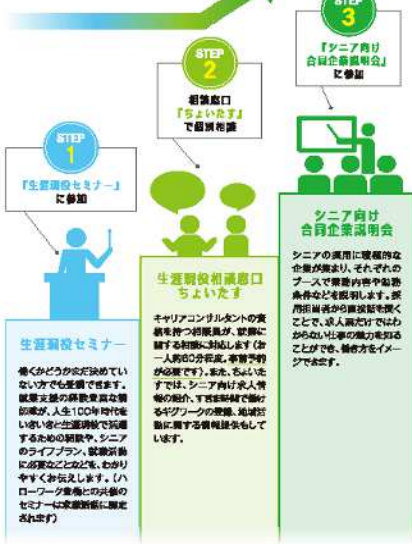 STEP
1
『生涯現役セミナー』
に参加
生涯現役セミナー
働くかどうかまだ決めてい
ない方でも受講できます。
就業支援の経験豊富な講
師陣が、人生100年時代を
いきいきと生涯現役で活躍
するための秘訣や、シニア
のライフプラン、就職活動
に必要なことなどを、わかり
やすくお伝えします。(ハ
ローワーク豊橋との共催の
セミナーは求職活動に認定
されます)
STEP
2
相談窓口
『ちょいたす』
で個別相談
生涯現役相談窓口
ちょいたす
キャリアコンサルタントの資
格を持つ相談員が、就職に
関する相談に対応します(お
一人約60分程度。事前予約
が必要です)。また、ちょいた
すでは、シニア向け求人情
報の紹介、すきま時間で働け
るギグワークの登録、地域活
動に関する情報提供もして
います。
STEP
3
『シニア向け
合同企業説明会』
に参加
シニア向け
合同企業説明会
シニアの採用に積極的な
企業が集まり、それぞれの
ブースで業務内容や勤務
条件などを説明します。採
用担当者から直接話を聞く
ことで、求人票だけではわ
からない仕事の魅力を知る
ことができ、働き方をイメー
ジできます。